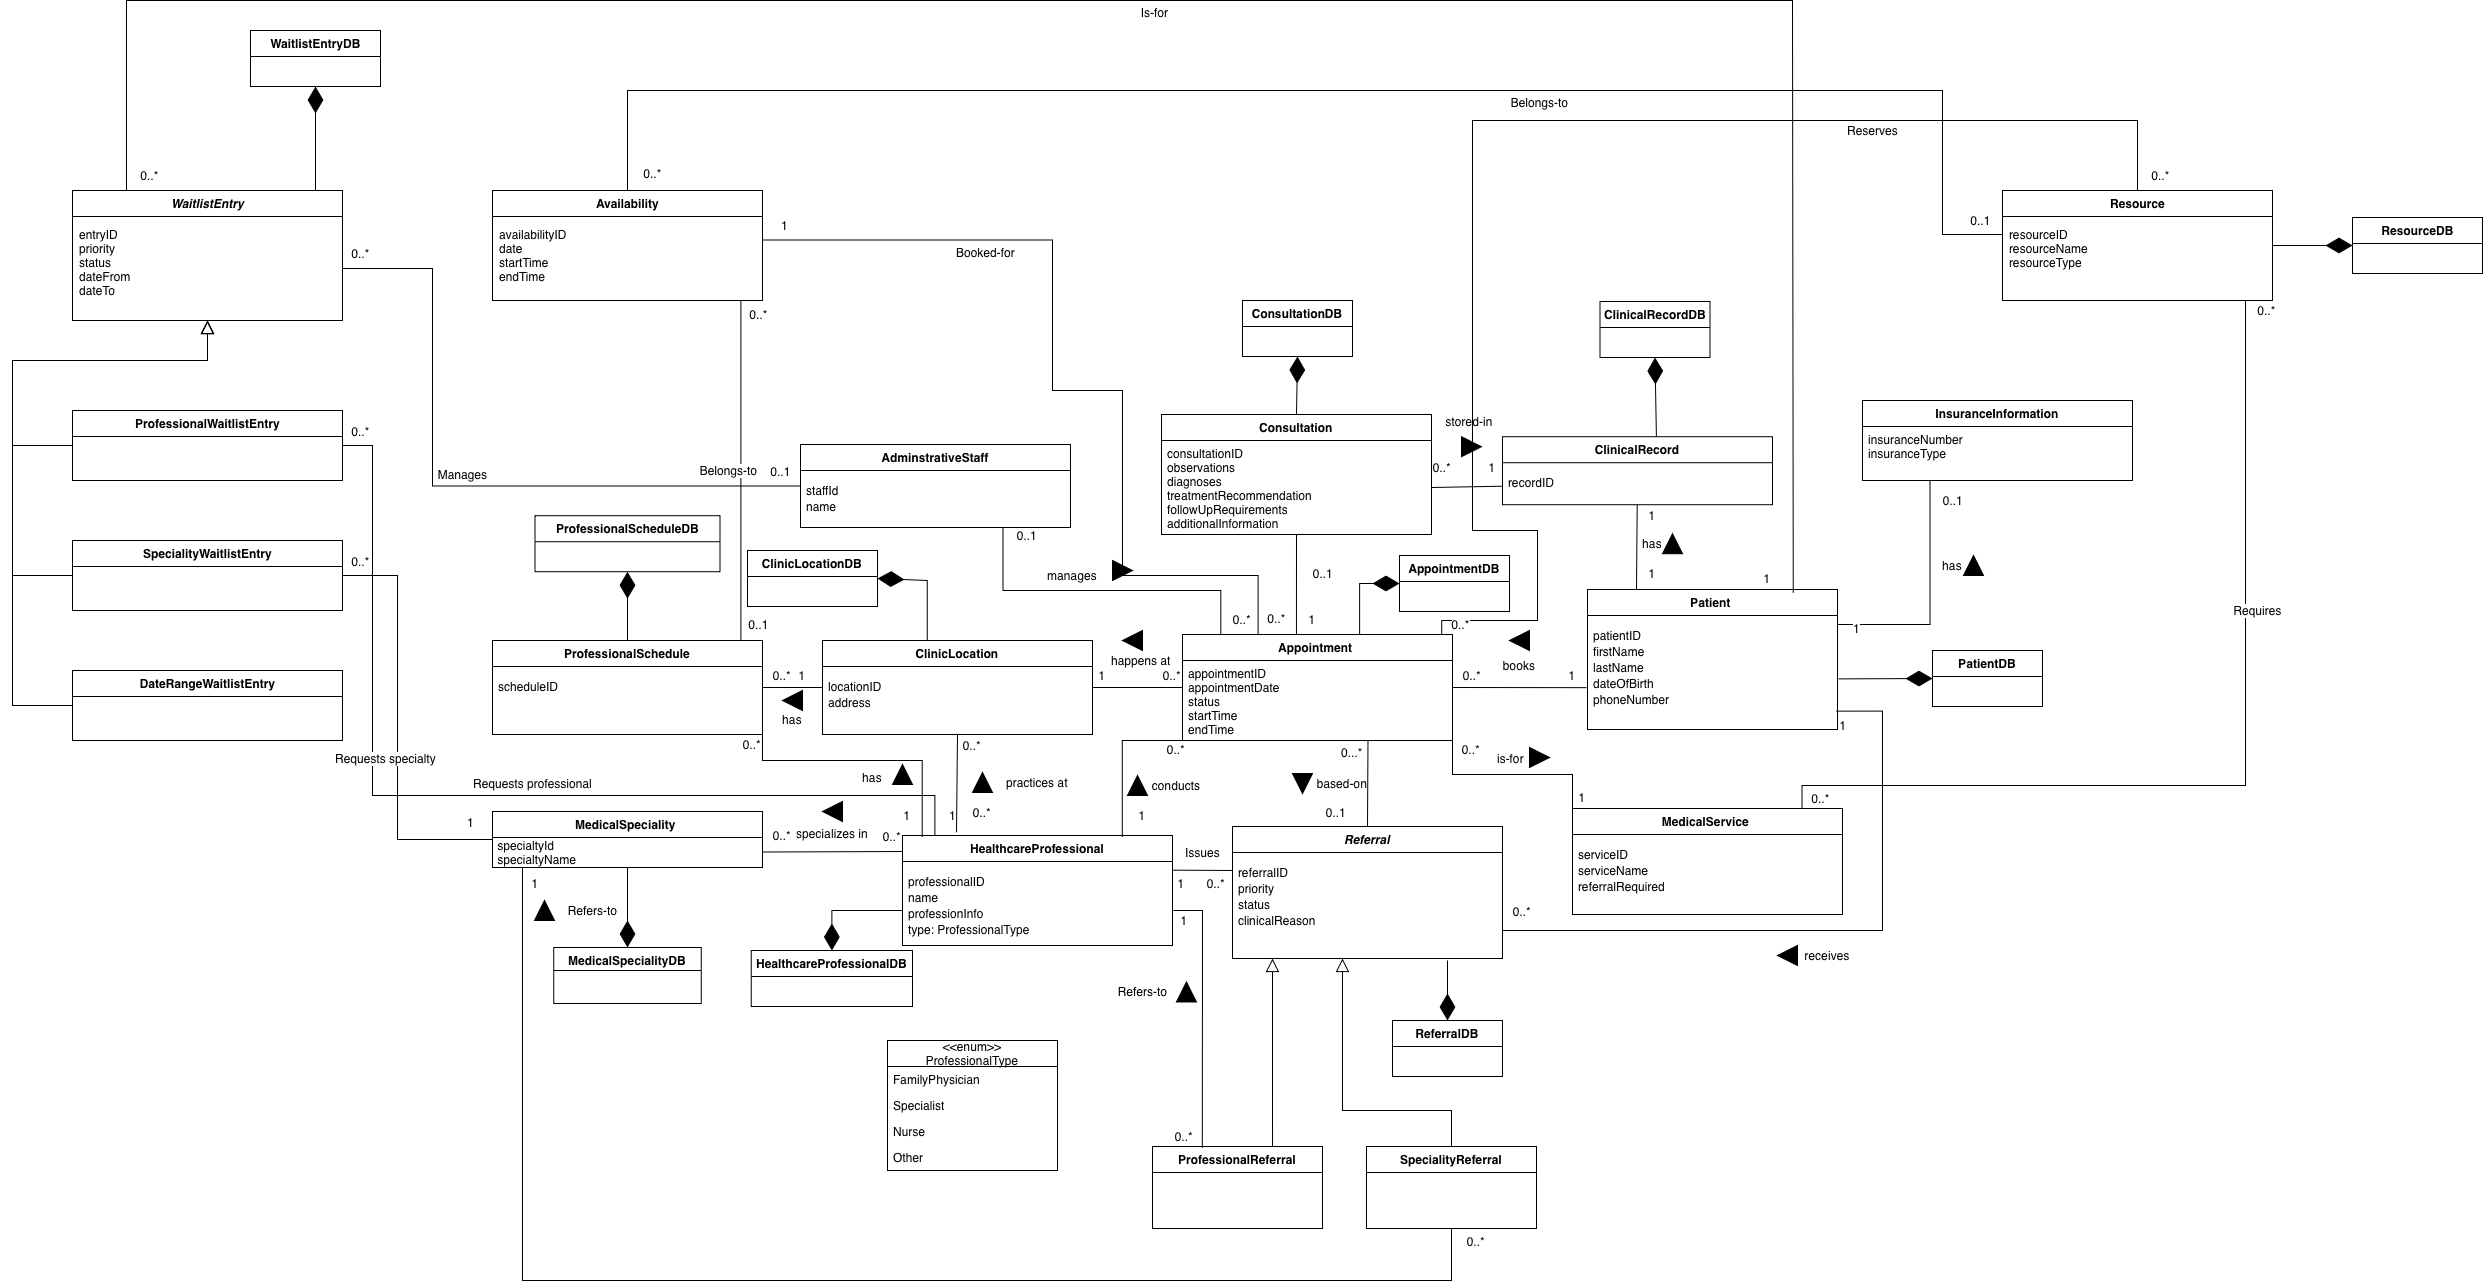 Is-for
WaitlistEntryDB
Belongs-to
Reserves
0..*
0..*
0..*
WaitlistEntry
entryID
priority
status
dateFrom
dateTo
0..*
Availability
availabilityID
date
startTime
endTime
1
Booked-for
0..*
0..1
Resource
resourceID
resourceName
resourceType
0..*
ResourceDB
ConsultationDB
ClinicalRecordDB
ProfessionalWaitlistEntry
0..*
Manages
Belongs-to
0..1
AdminstrativeStaff
staffId
name
0..1
Consultation
consultationID
observations
diagnoses
treatmentRecommendation
followUpRequirements
additionalInformation
stored-in
0..*
1
ClinicalRecord
recordID
1
has
1
InsuranceInformation
insuranceNumber
insuranceType
0..1
has
1
SpecialityWaitlistEntry
0..*
ProfessionalScheduleDB
ClinicLocationDB
manages
0..1
AppointmentDB
1
Requires
0..1
0..*
0..*
1
0..*
DateRangeWaitlistEntry
ProfessionalSchedule
scheduleID
0..*
1
has
0..*
ClinicLocation
locationID
address
0..*
happens at
1
0..*
Appointment
appointmentID
appointmentDate
status
startTime
endTime
books
0..*
1
Patient
patientID
firstName
lastName
dateOfBirth
phoneNumber
1
PatientDB
Requests specialty
Requests professional
has
practices at
1
1
0..*
0..*
conducts
1
0...*
based-on
0..1
0..*
is-for
1
0..*
1
MedicalSpeciality
specialtyId
specialtyName
0..*
specializes in
0..*
HealthcareProfessional
professionalID
name
professionInfo
type: ProfessionalType
Issues
1
0..*
Referral
referralID
priority
status
clinicalReason
0..*
MedicalService
serviceID
serviceName
referralRequired
1
Refers-to
1
receives
MedicalSpecialityDB
HealthcareProfessionalDB
Refers-to
ReferralDB
<<enum>>
ProfessionalType
FamilyPhysician
Specialist
Nurse
Other
0..*
ProfessionalReferral
SpecialityReferral
0..*